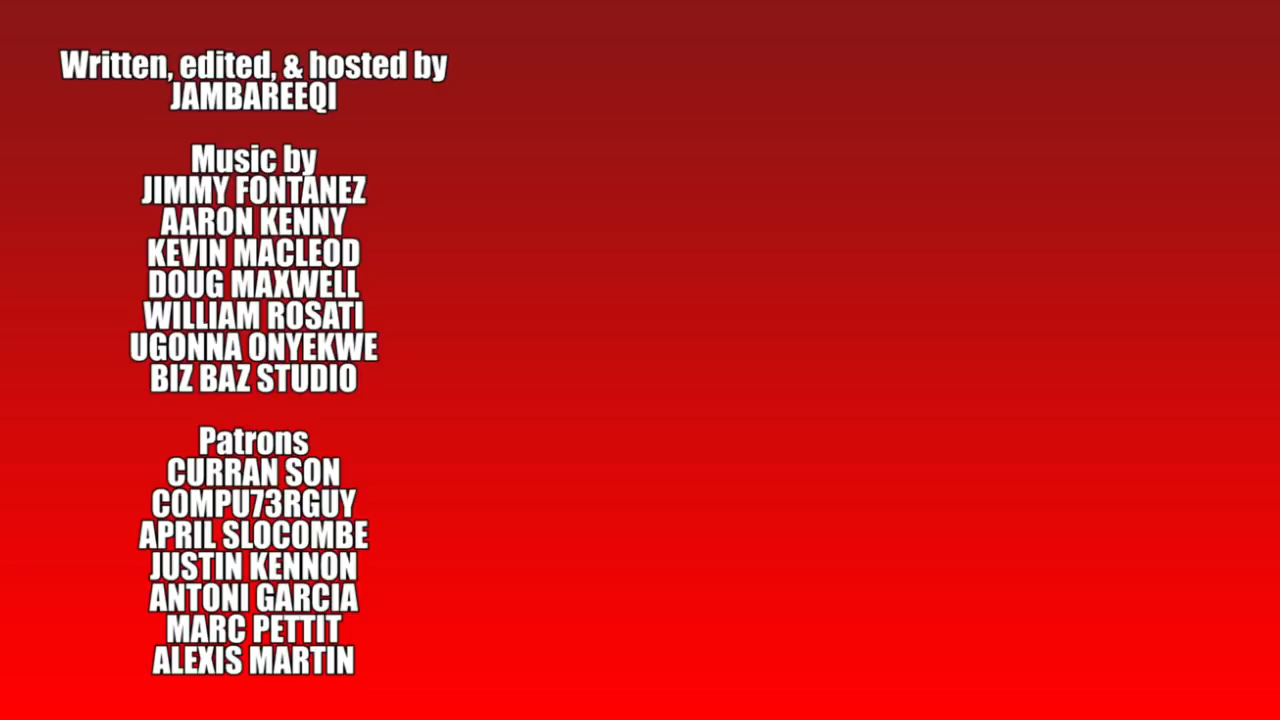 Written, edited, & hosted by
JAMBAREEQI
Music by
JIMMY FONTANEZ
AARON KENNY
KEVIN MACLEOD
DOUG MAXWELL
WILLIAM ROSATI
UGONNA ONYEKWE
BIZ BAZ STUDIO
Patrons
CURRAN SON
COMPU73RGUY
APRIL SLOCOMBE
JUSTIN KENNON
ANTONI GARCIA
MARC PETTIT
ALEXIS MARTIN